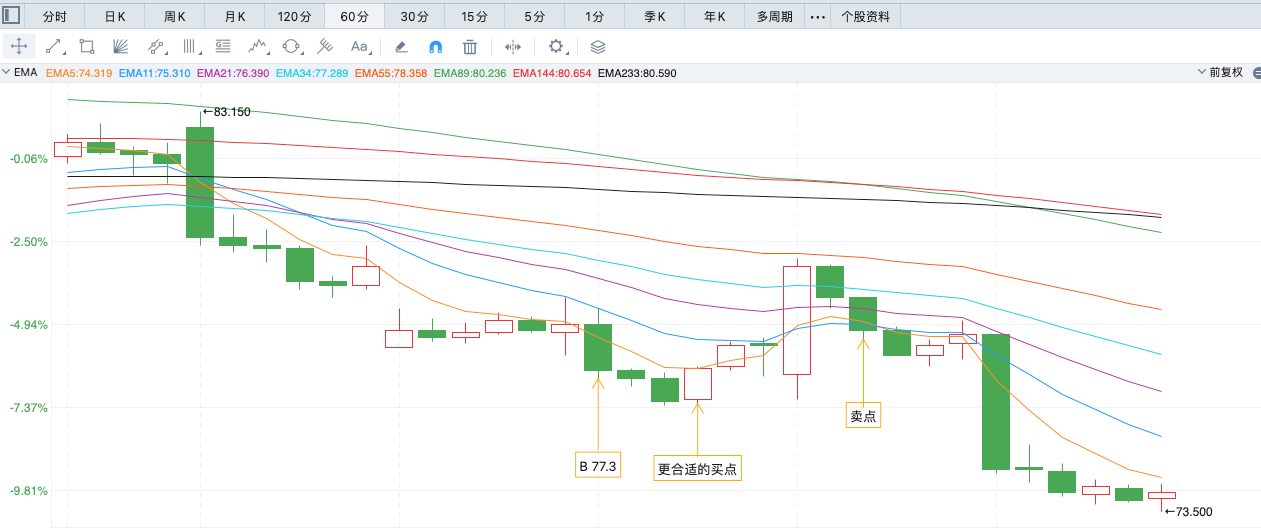 分时 日K 周K 月K 120分 60分 30分 15分 5分 1分 季K 年K 多周期 ··· 个股资料
Aa
EMA EMA5:74.319 EMA11:75.310 EMA21:76.390 EMA34:77.289 EMA55:78.358 EMA89:80.236 EMA144:80.654 EMA233:80.590 前复权
←83.150
-0.06%
-2.50%
-4.94%
-7.37%
卖点
B 77.3 更合适的买点
-9.81%
←73.500